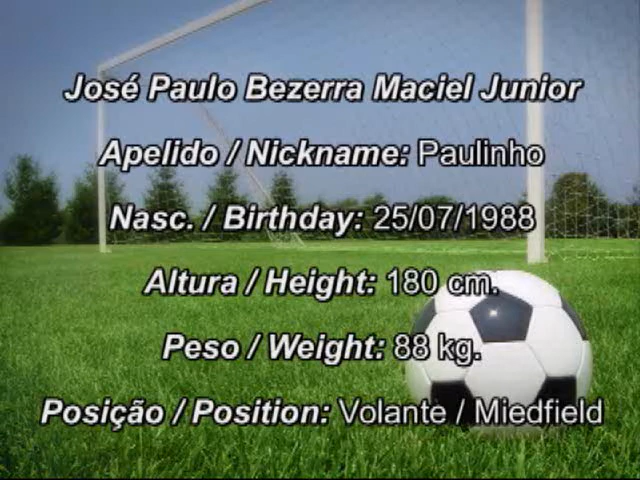 José Paulo Bezerra Maciel Junior
Apelido / Nickname: Paulinho
Nasc. / Birthday: 25/07/1988
Altura / Height: 180 cm.
Peso / Weight: 88 kg.
Posição / Position: Volante / Miedfield